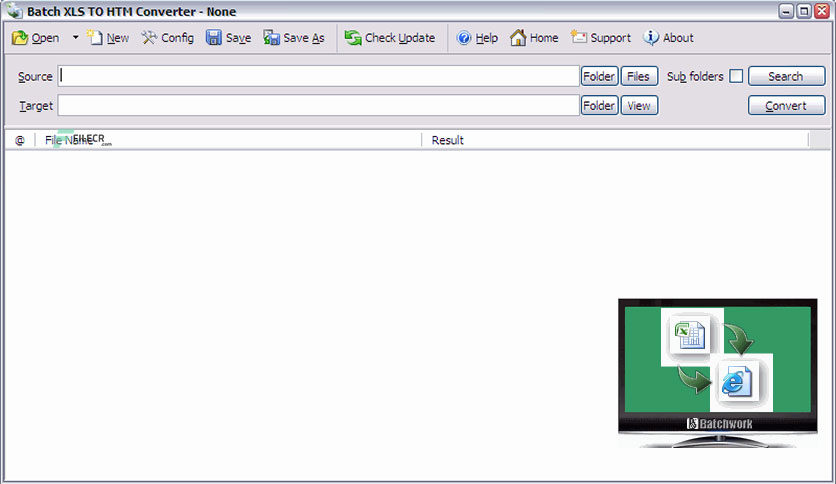 Batch XLS TO HTM Converter - None
Open New Config Save Save As Check Update Help Home Support About
Source Folder Files Sub folders Search
Target Folder View Convert
@ File Name FILECR .com Result
Batchwork